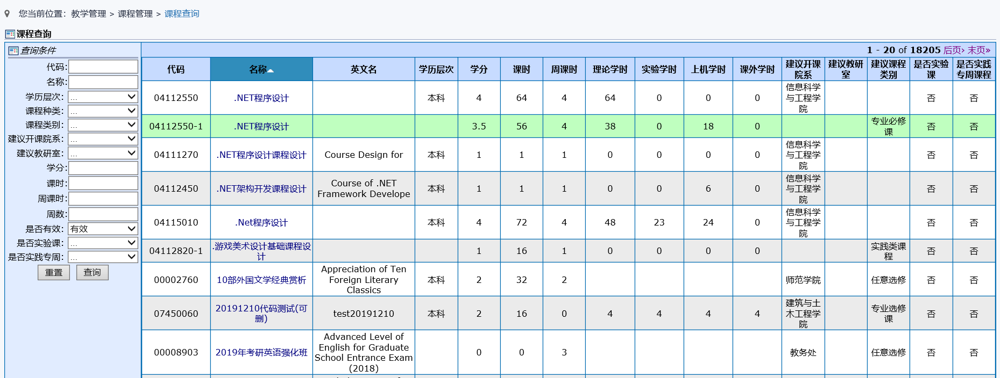 您当前位置：教学管理 > 课程管理 > 课程查询
课程查询
查询条件
代码:
名称:
学历层次: ...
课程种类: ...
课程类别: ...
建议开课院系: ...
建议教研室: ...
学分:
课时:
周课时:
周数:
是否有效: 有效
是否实验课: ...
是否实践专周: ...
重置 查询
1 - 20 of 18205 后页› 末页»
代码 名称 英文名 学历层次 学分 课时 周课时 理论学时 实验学时 上机学时 课外学时 建议开课院系 建议教研室 建议课程类别 是否实验课 是否实践专周课程
04112550 .NET程序设计 本科 4 64 4 64 0 0 0 信息科学与工程学院 否 否
04112550-1 .NET程序设计 3.5 56 4 38 0 18 0 专业必修课 否 否
04111270 .NET程序设计课程设计 Course Design for 本科 1 1 1 0 0 0 0 信息科学与工程学院 否 否
04112450 .NET架构开发课程设计 Course of .NET Framework Develope 本科 1 1 1 0 0 6 0 信息科学与工程学院 否 否
04115010 .Net程序设计 本科 4 72 4 48 23 24 0 信息科学与工程学院 否 否
04112820-1 .游戏美术设计基础课程设计 1 16 1 0 0 0 0 实践类课程 否 否
00002760 10部外国文学经典赏析 Appreciation of Ten Foreign Literary Classics 本科 2 32 2 师范学院 任意选修 否 否
07450060 20191210代码测试(可删) test20191210 本科 2 16 0 4 4 4 4 建筑与土木工程学院 专业选修课 否 否
00008903 2019年考研英语强化班 Advanced Level of English for Graduate School Entrance Exam (2018) 0 0 3 教务处 任意选修 否 否